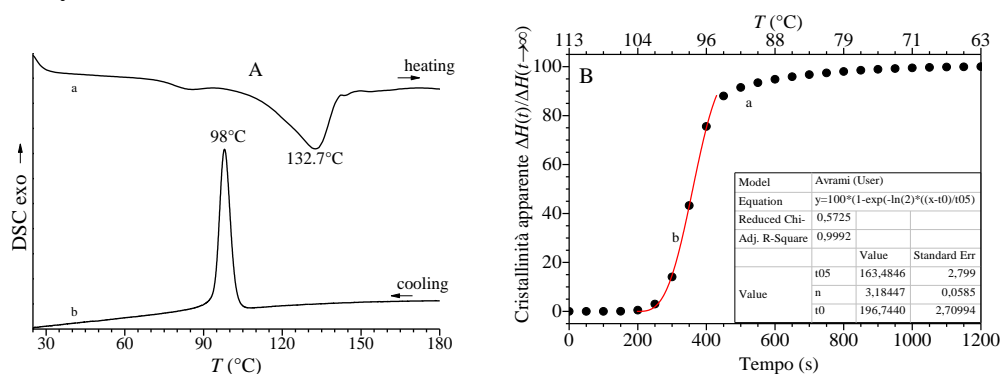 A
heating
a
98°C
132.7°C
b
cooling
DSC exo
30 60 90 120 150 180
T (°C)
T (°C)
113 104 96 88 79 71 63
B
100
80
60
40
20
0
a
b
Cristallinità apparente ΔH(t)/ΔH(t→∞)
Model Avrami (User)
Equation y=100*(1-exp(-ln(2)*((x-t0)/t05)
Reduced Chi- 0,5725
Adj. R-Square 0,9992
Value Standard Err
t05 163,4846 2,799
Value n 3,18447 0,0585
t0 196,7440 2,70994
0 200 400 600 800 1000 1200
Tempo (s)